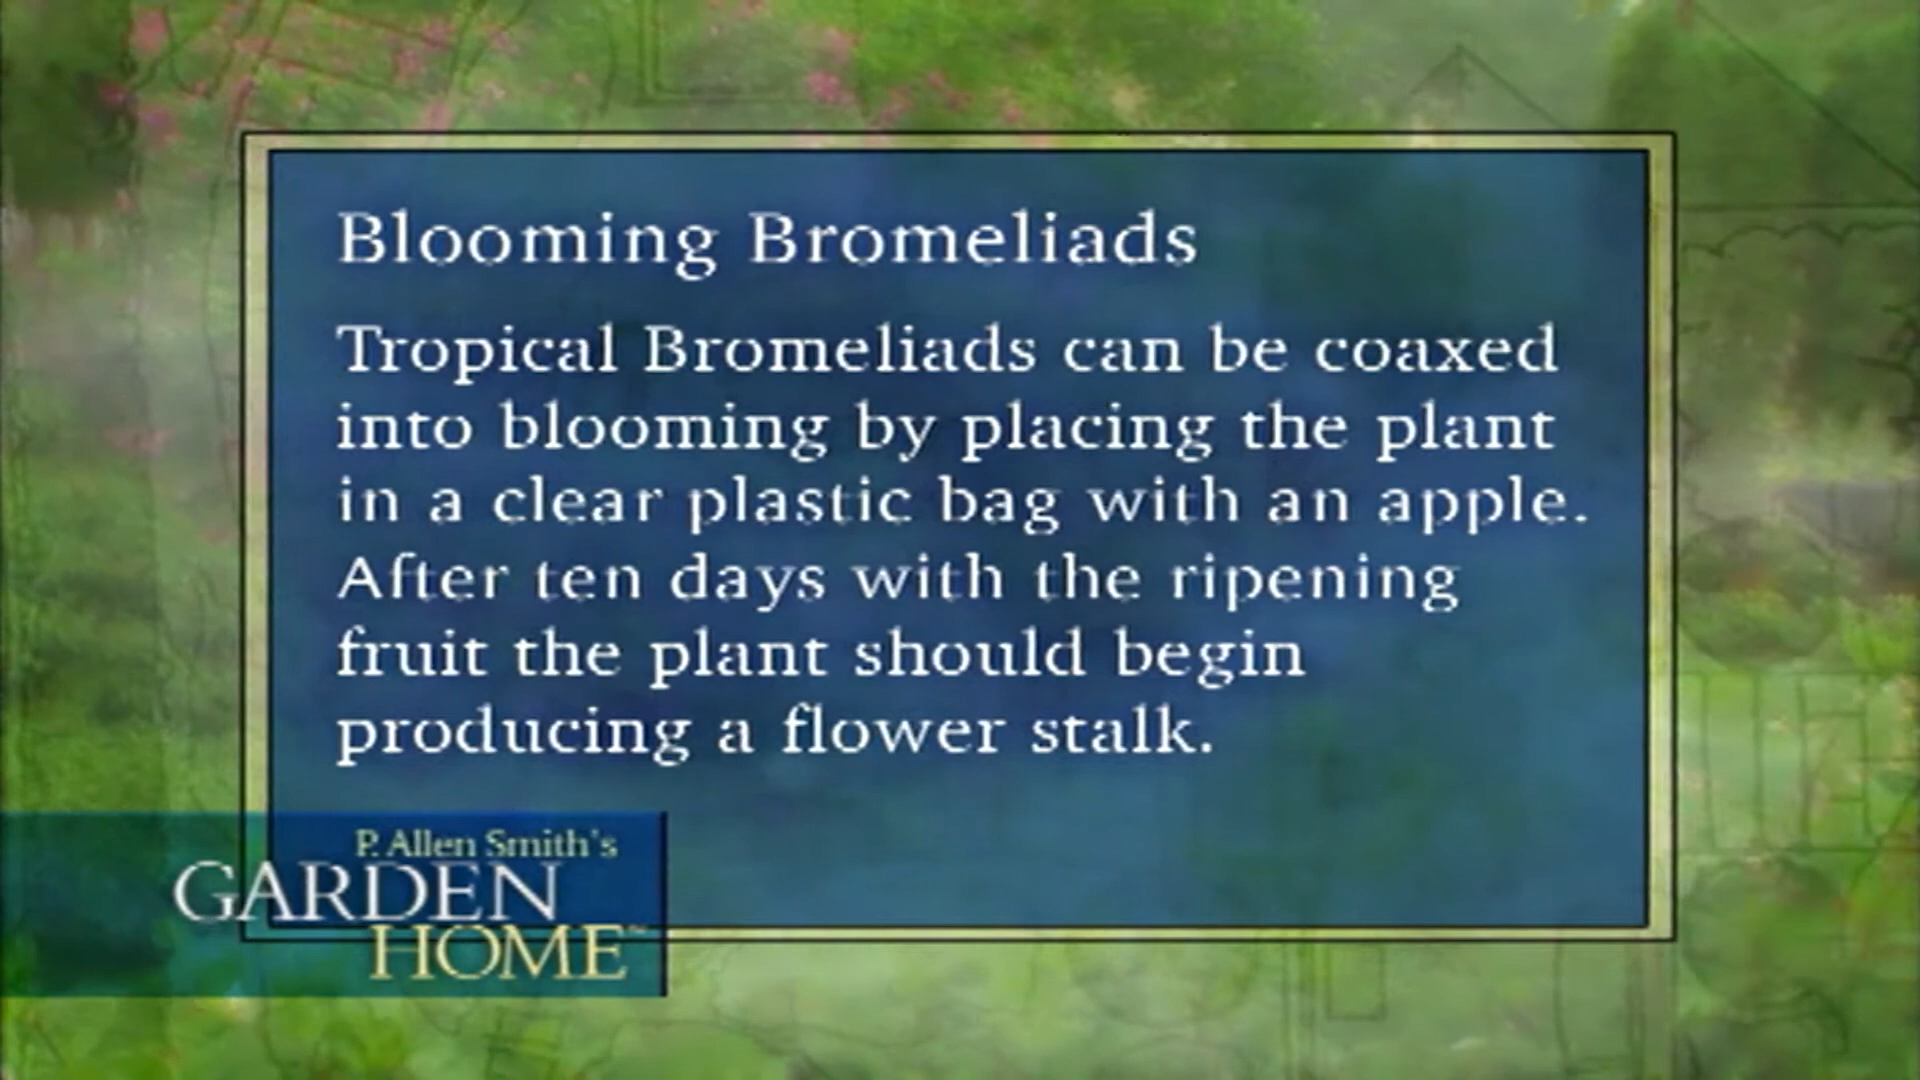 Blooming Bromeliads
Tropical Bromeliads can be coaxed
into blooming by placing the plant
in a clear plastic bag with an apple.
After ten days with the ripening
fruit the plant should begin
producing a flower stalk.
P. Allen Smith's
GARDEN
HOME™